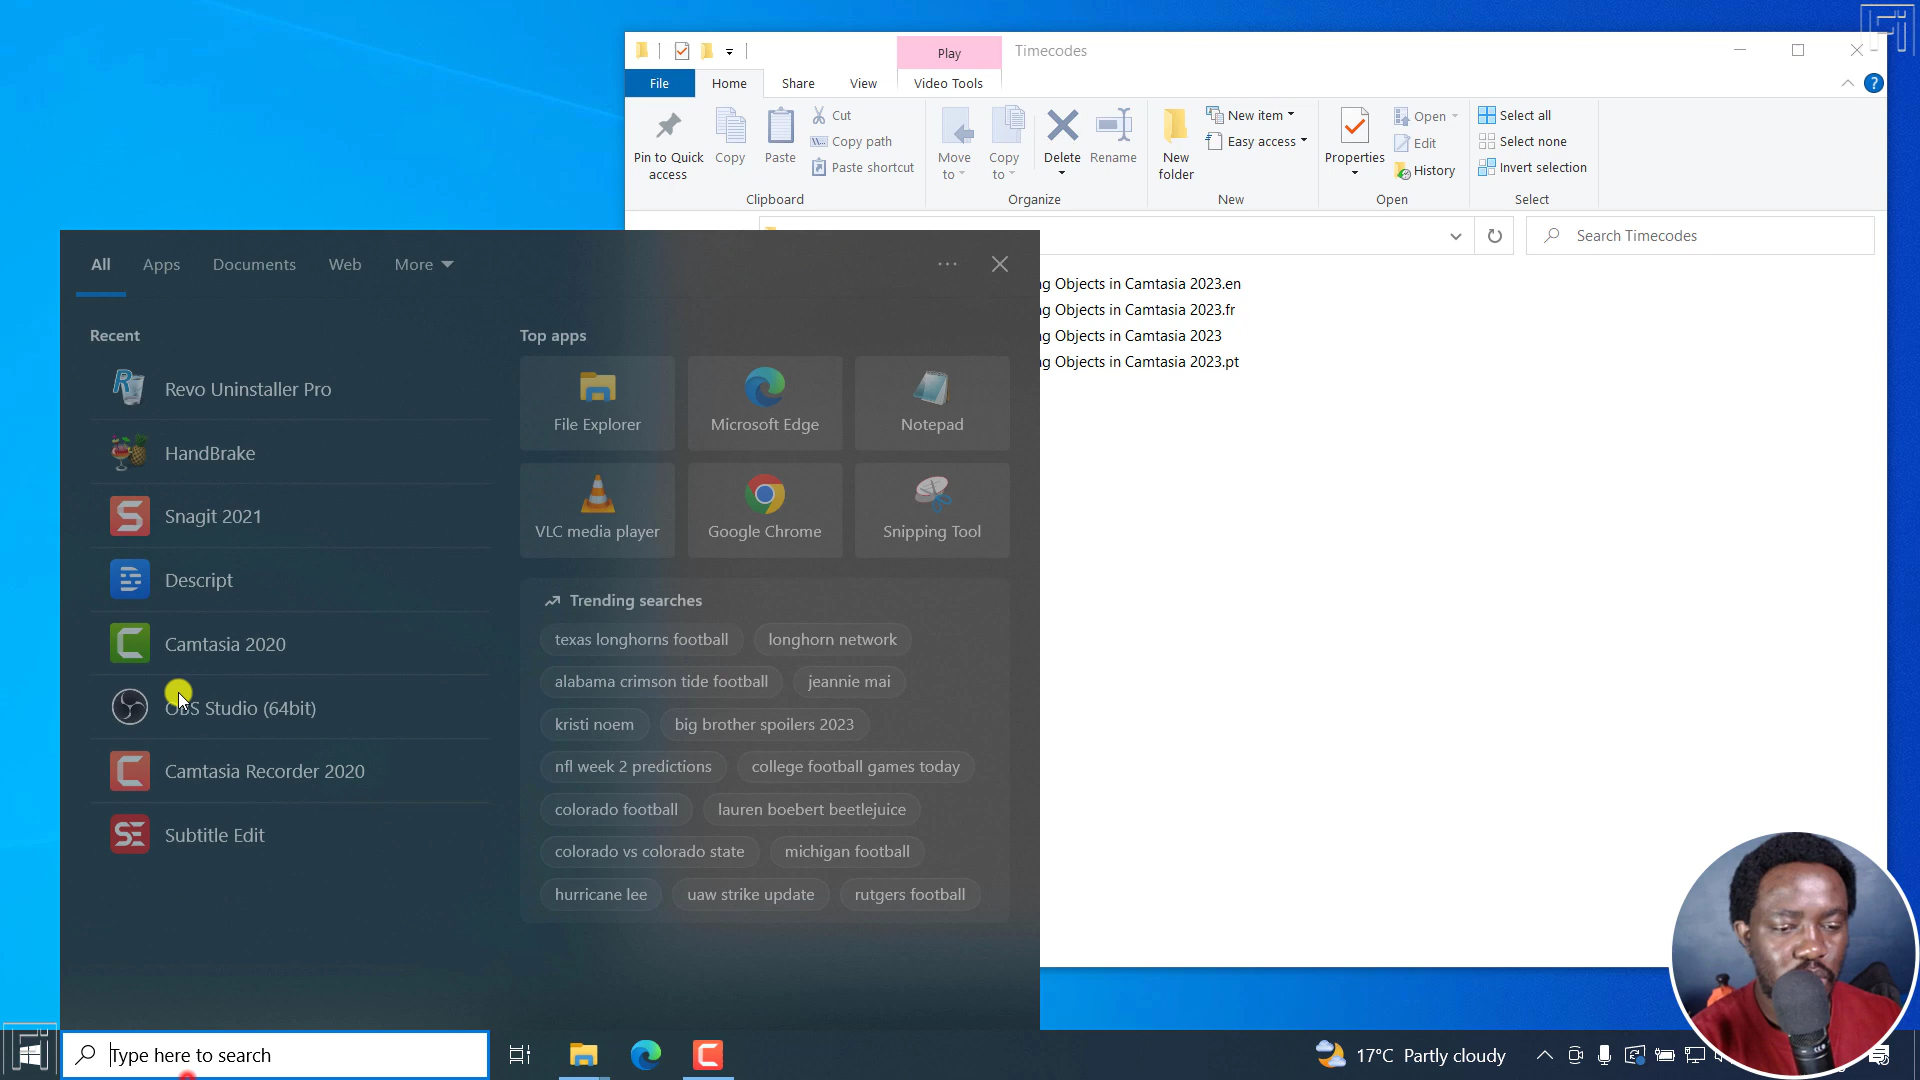 Play
Timecodes
File
Home
Share
View
Video Tools
Pin to Quick access
Copy
Paste
Cut
Copy path
Paste shortcut
Clipboard
Move to
Copy to
Delete
Rename
Organize
New folder
New item
Easy access
New
Properties
Open
Edit
History
Open
Select all
Select none
Invert selection
Select
Search Timecodes
ng Objects in Camtasia 2023.en
ng Objects in Camtasia 2023.fr
ng Objects in Camtasia 2023
ng Objects in Camtasia 2023.pt
All
Apps
Documents
Web
More
Recent
Revo Uninstaller Pro
HandBrake
Snagit 2021
Descript
Camtasia 2020
OBS Studio (64bit)
Camtasia Recorder 2020
Subtitle Edit
Top apps
File Explorer
Microsoft Edge
Notepad
VLC media player
Google Chrome
Snipping Tool
Trending searches
texas longhorns football
longhorn network
alabama crimson tide football
jeannie mai
kristi noem
big brother spoilers 2023
nfl week 2 predictions
college football games today
colorado football
lauren boebert beetlejuice
colorado vs colorado state
michigan football
hurricane lee
uaw strike update
rutgers football
Type here to search
17°C Partly cloudy